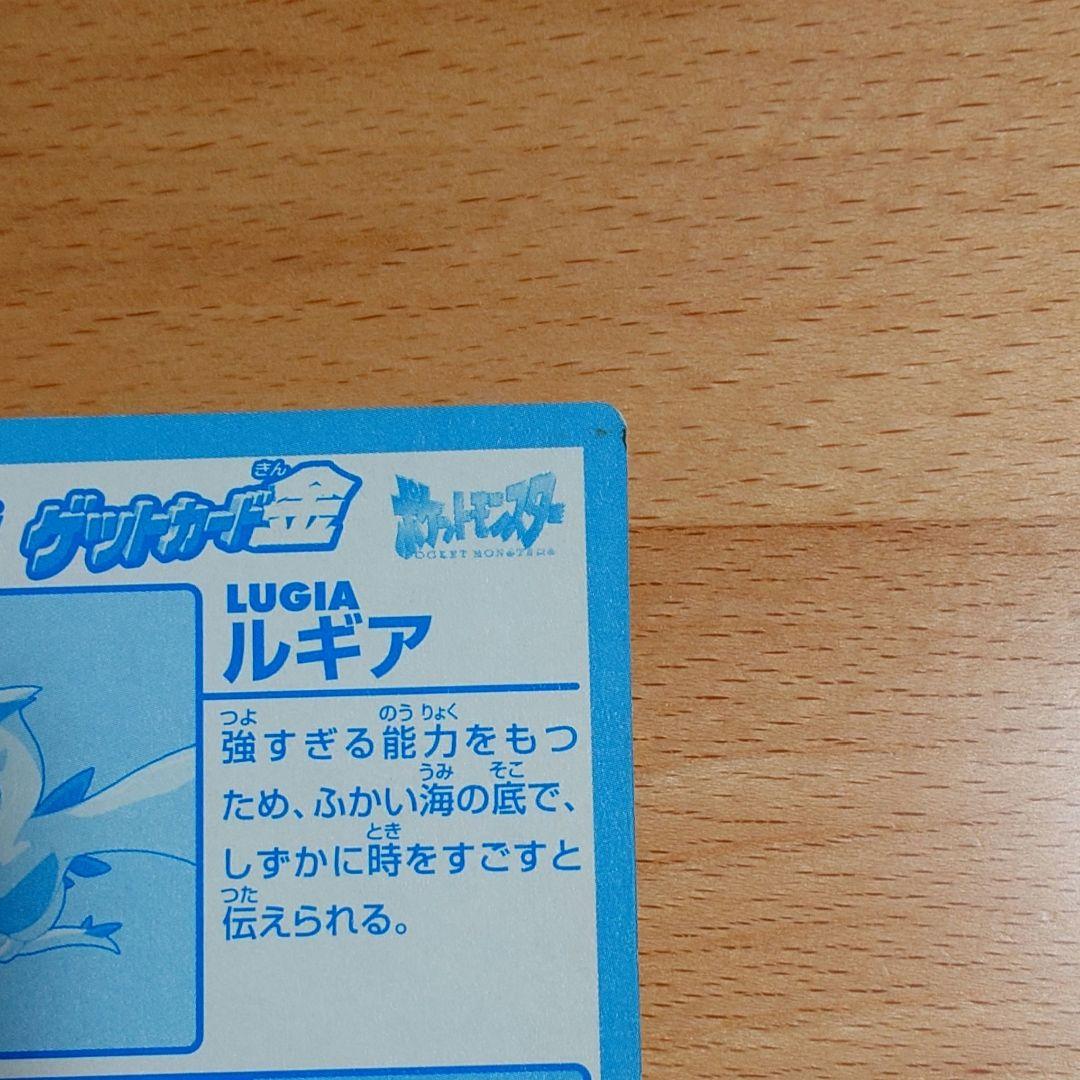 ゲットカード金
きん
ポケットモンスター
POCKET MONSTERS
LUGIA
ルギア
つよ のうりょく
強すぎる能力をもつ
うみ そこ
ため、ふかい海の底で、
とき
しずかに時をすごすと
つた
伝えられる。